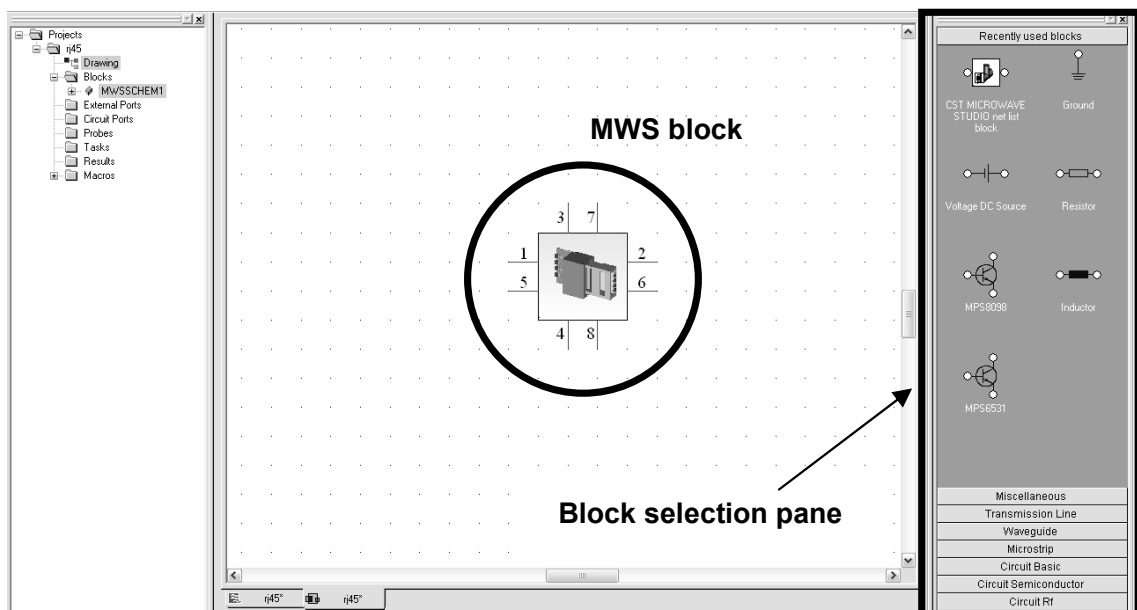 Projects
rj45
Drawing
Blocks
MWSSCHEM1
External Ports
Circuit Ports
Probes
Tasks
Results
Macros
MWS block
3 7
1 2
5 6
4 8
Block selection pane
rj45* rj45*
Recently used blocks
CST MICROWAVE
STUDIO net list
block
Ground
Voltage DC Source
Resistor
MPS8098
Inductor
MPS6531
Miscellaneous
Transmission Line
Waveguide
Microstrip
Circuit Basic
Circuit Semiconductor
Circuit Rf